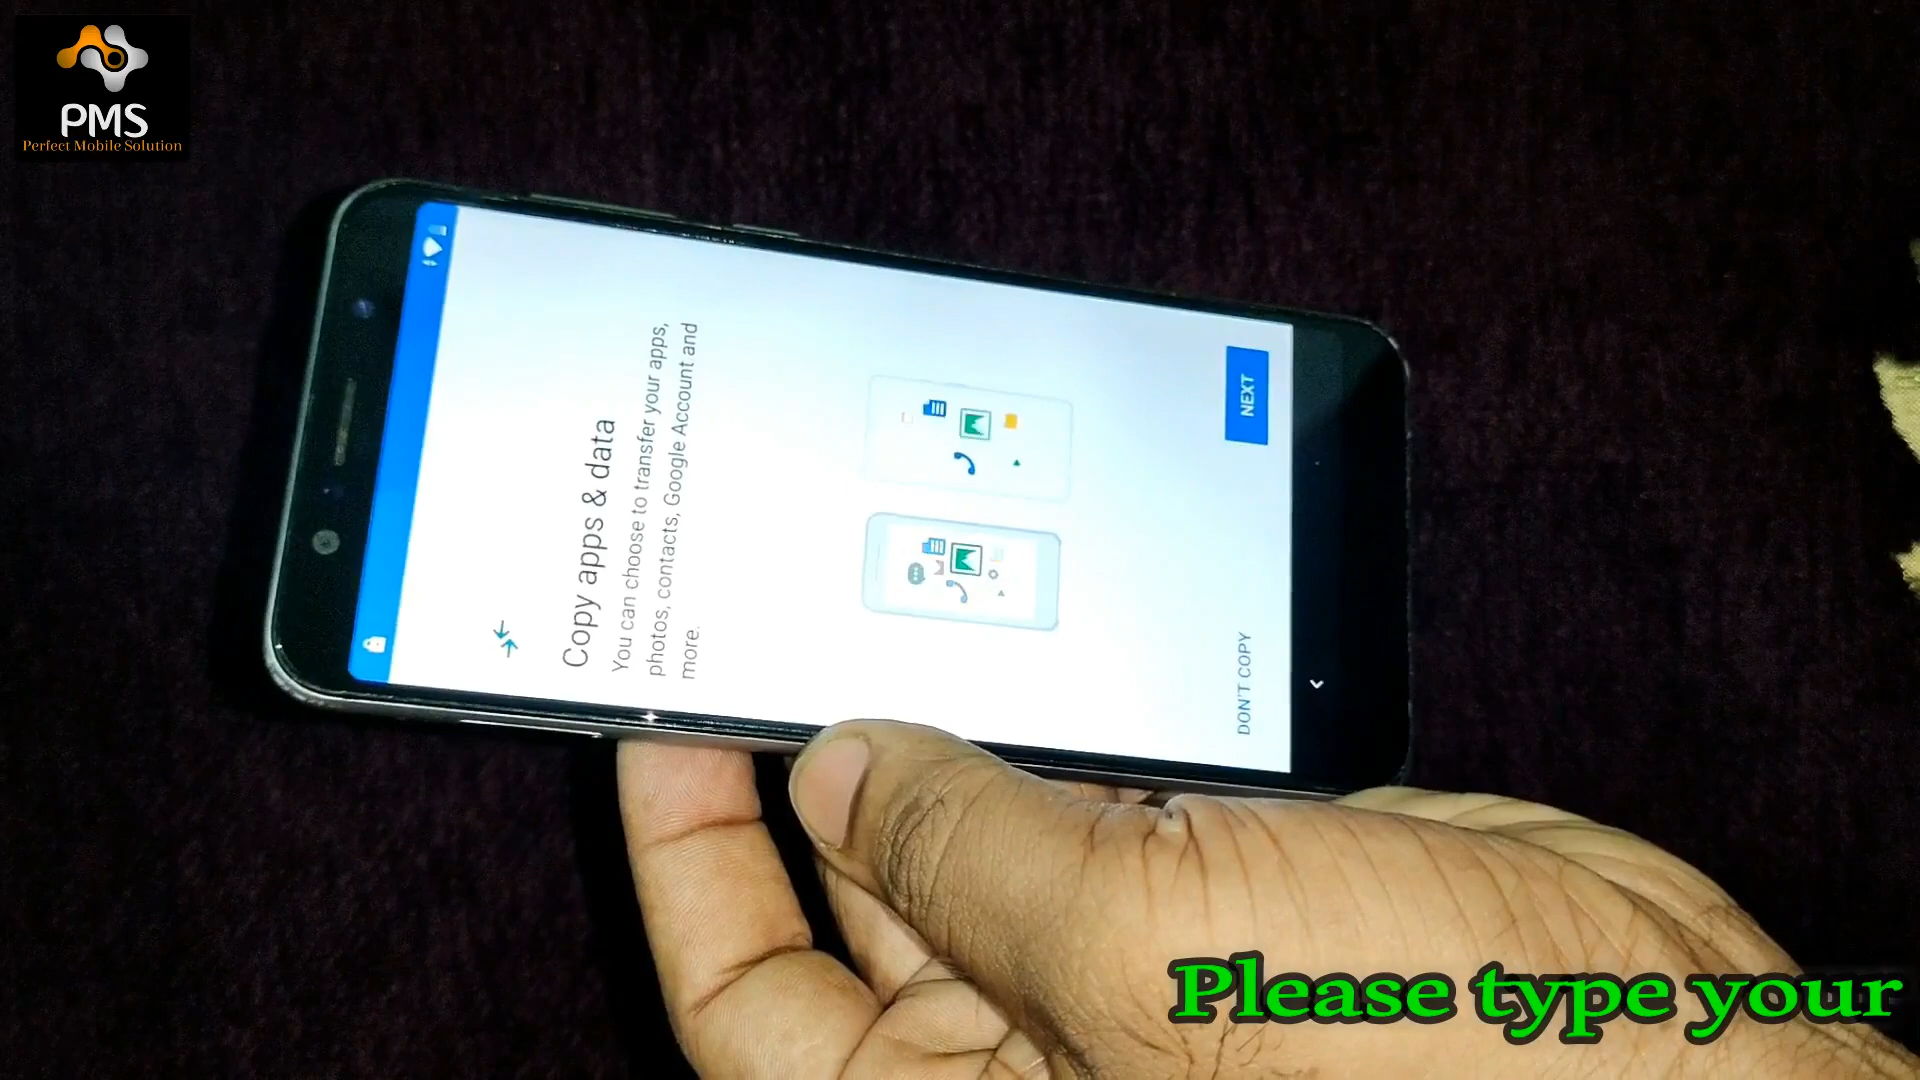 PMS
Perfect Mobile Solution
Copy apps & data
You can choose to transfer your apps,
photos, contacts, Google Account and
more.
DON'T COPY
NEXT
Please type your